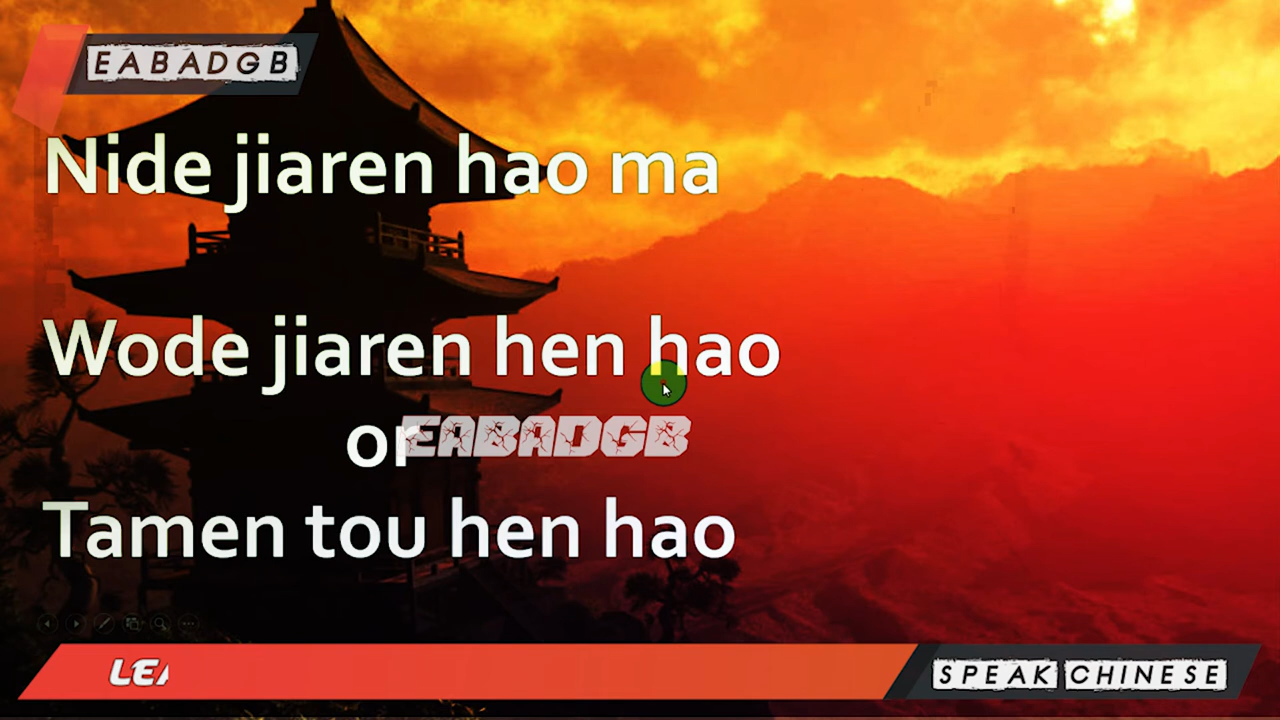 EABADGB
Nide jiaren hao ma
Wode jiaren hen hao
or
EABADGB
Tamen tou hen hao
SPEAK CHINESE